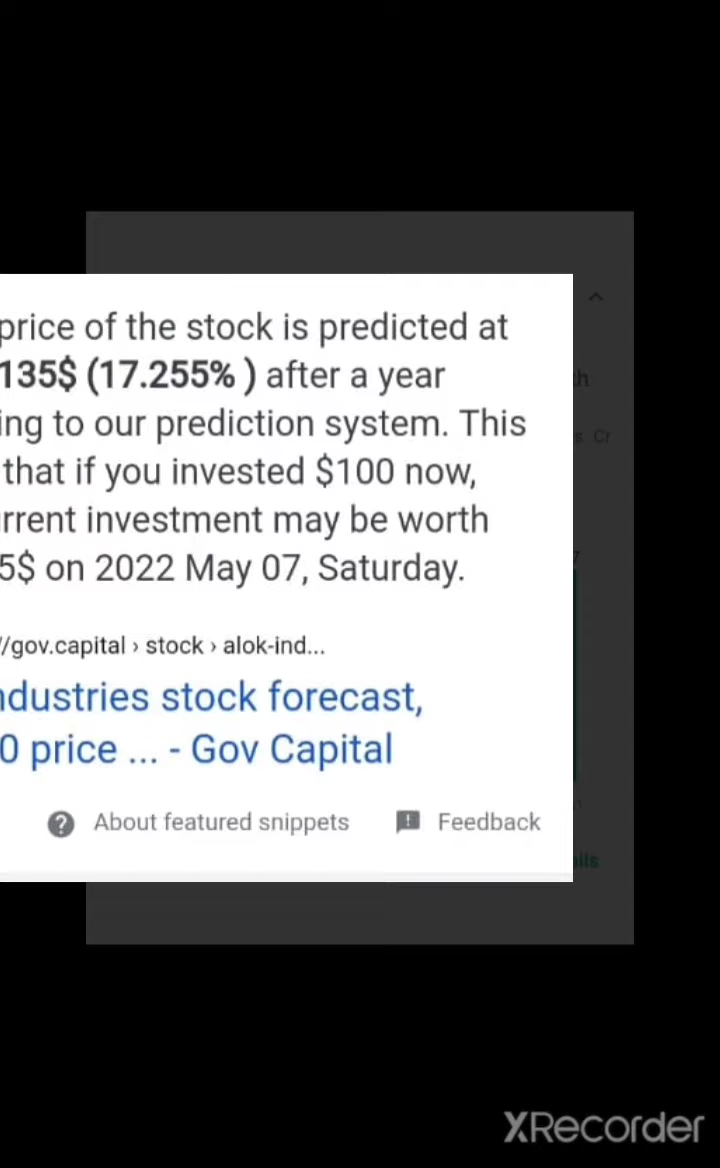 price of the stock is predicted at
135$ (17.255% ) after a year
ing to our prediction system. This
that if you invested $100 now,
rrent investment may be worth
5$ on 2022 May 07, Saturday.
//gov.capital › stock › alok-ind...
ndustries stock forecast,
0 price ... - Gov Capital
? About featured snippets ! Feedback
XRecorder